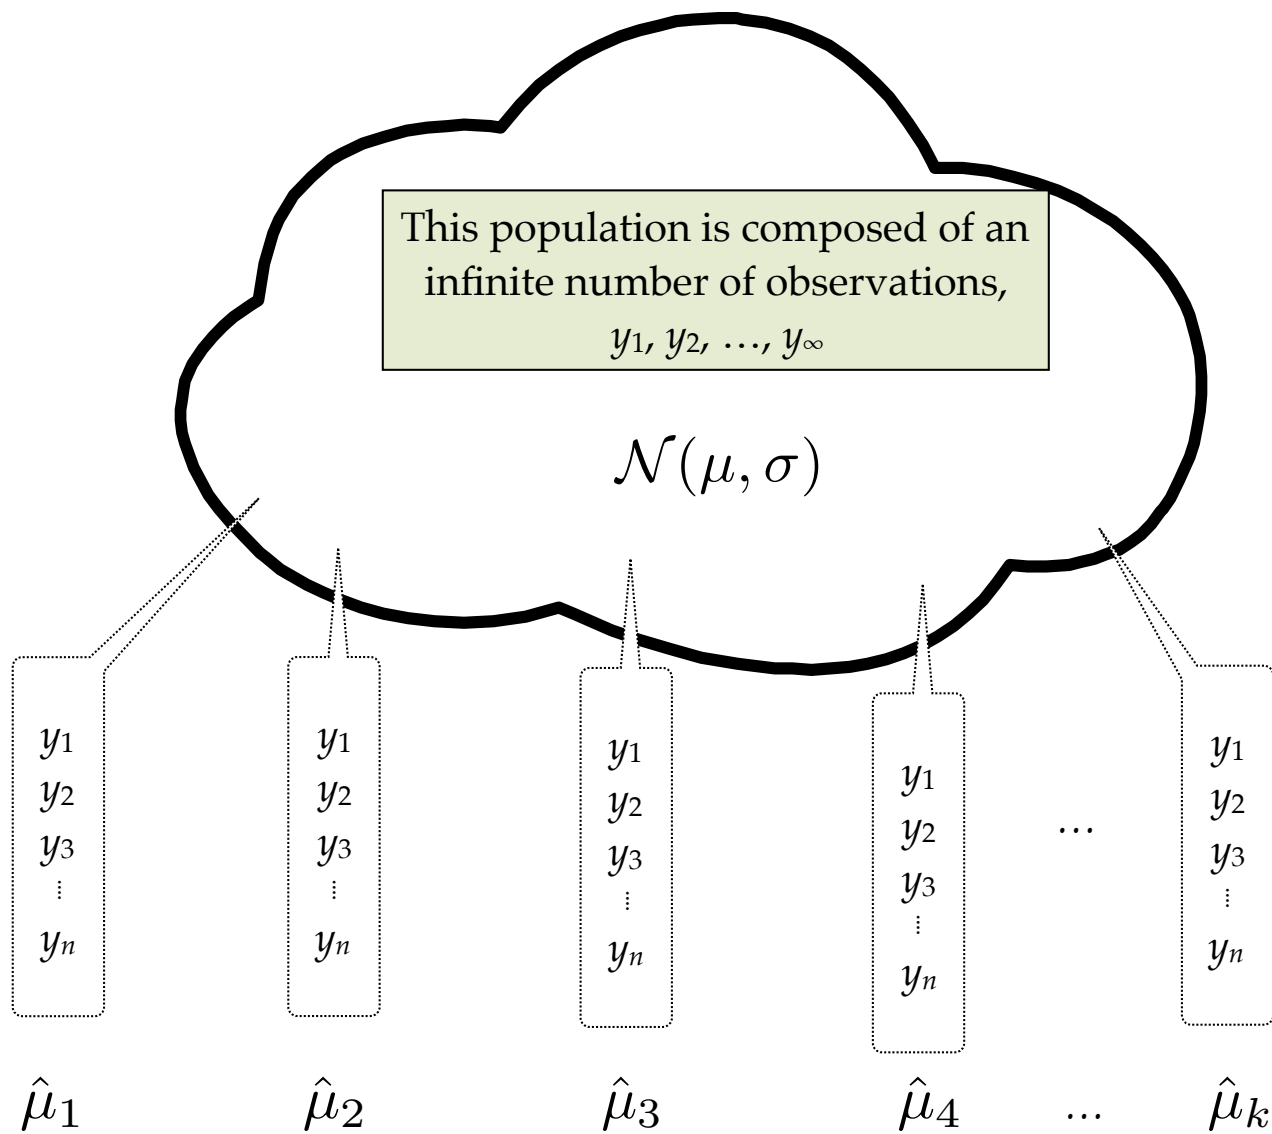 This population is composed of an
infinite number of observations,
y₁, y₂, …, y∞
𝒩(μ, σ)
y₁
y₂
y₃
⋮
yₙ
y₁
y₂
y₃
⋮
yₙ
y₁
y₂
y₃
⋮
yₙ
y₁
y₂
y₃
⋮
yₙ
...
y₁
y₂
y₃
⋮
yₙ
μ̂₁ μ̂₂ μ̂₃ μ̂₄ ... μ̂ₖ